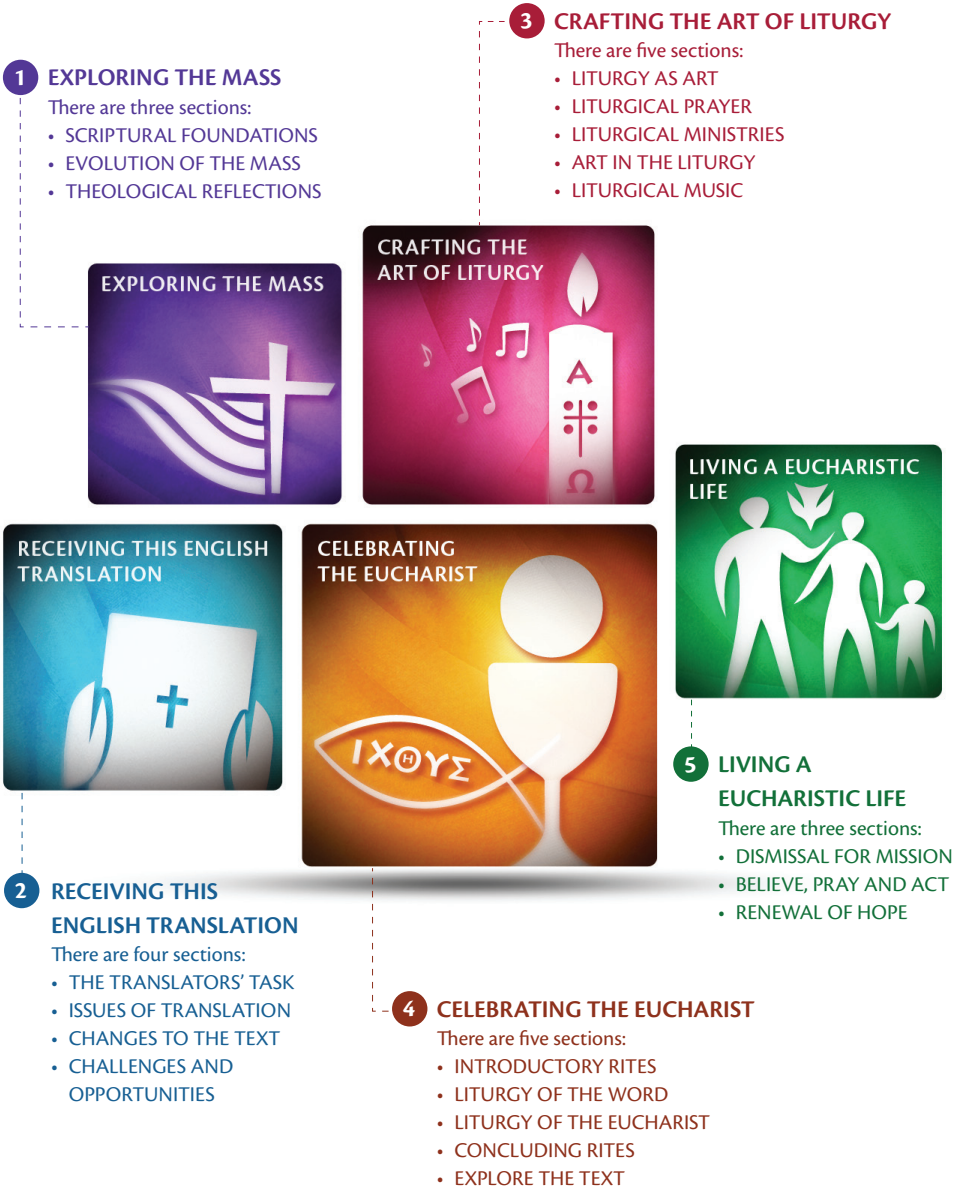 1 EXPLORING THE MASS
There are three sections:
• SCRIPTURAL FOUNDATIONS
• EVOLUTION OF THE MASS
• THEOLOGICAL REFLECTIONS
3 CRAFTING THE ART OF LITURGY
There are five sections:
• LITURGY AS ART
• LITURGICAL PRAYER
• LITURGICAL MINISTRIES
• ART IN THE LITURGY
• LITURGICAL MUSIC
EXPLORING THE MASS
CRAFTING THE
ART OF LITURGY
Α
Ω
RECEIVING THIS ENGLISH
TRANSLATION
CELEBRATING
THE EUCHARIST
ΙΧΘΥΣ
LIVING A EUCHARISTIC
LIFE
2 RECEIVING THIS
ENGLISH TRANSLATION
There are four sections:
• THE TRANSLATORS’ TASK
• ISSUES OF TRANSLATION
• CHANGES TO THE TEXT
• CHALLENGES AND
OPPORTUNITIES
4 CELEBRATING THE EUCHARIST
There are five sections:
• INTRODUCTORY RITES
• LITURGY OF THE WORD
• LITURGY OF THE EUCHARIST
• CONCLUDING RITES
• EXPLORE THE TEXT
5 LIVING A
EUCHARISTIC LIFE
There are three sections:
• DISMISSAL FOR MISSION
• BELIEVE, PRAY AND ACT
• RENEWAL OF HOPE